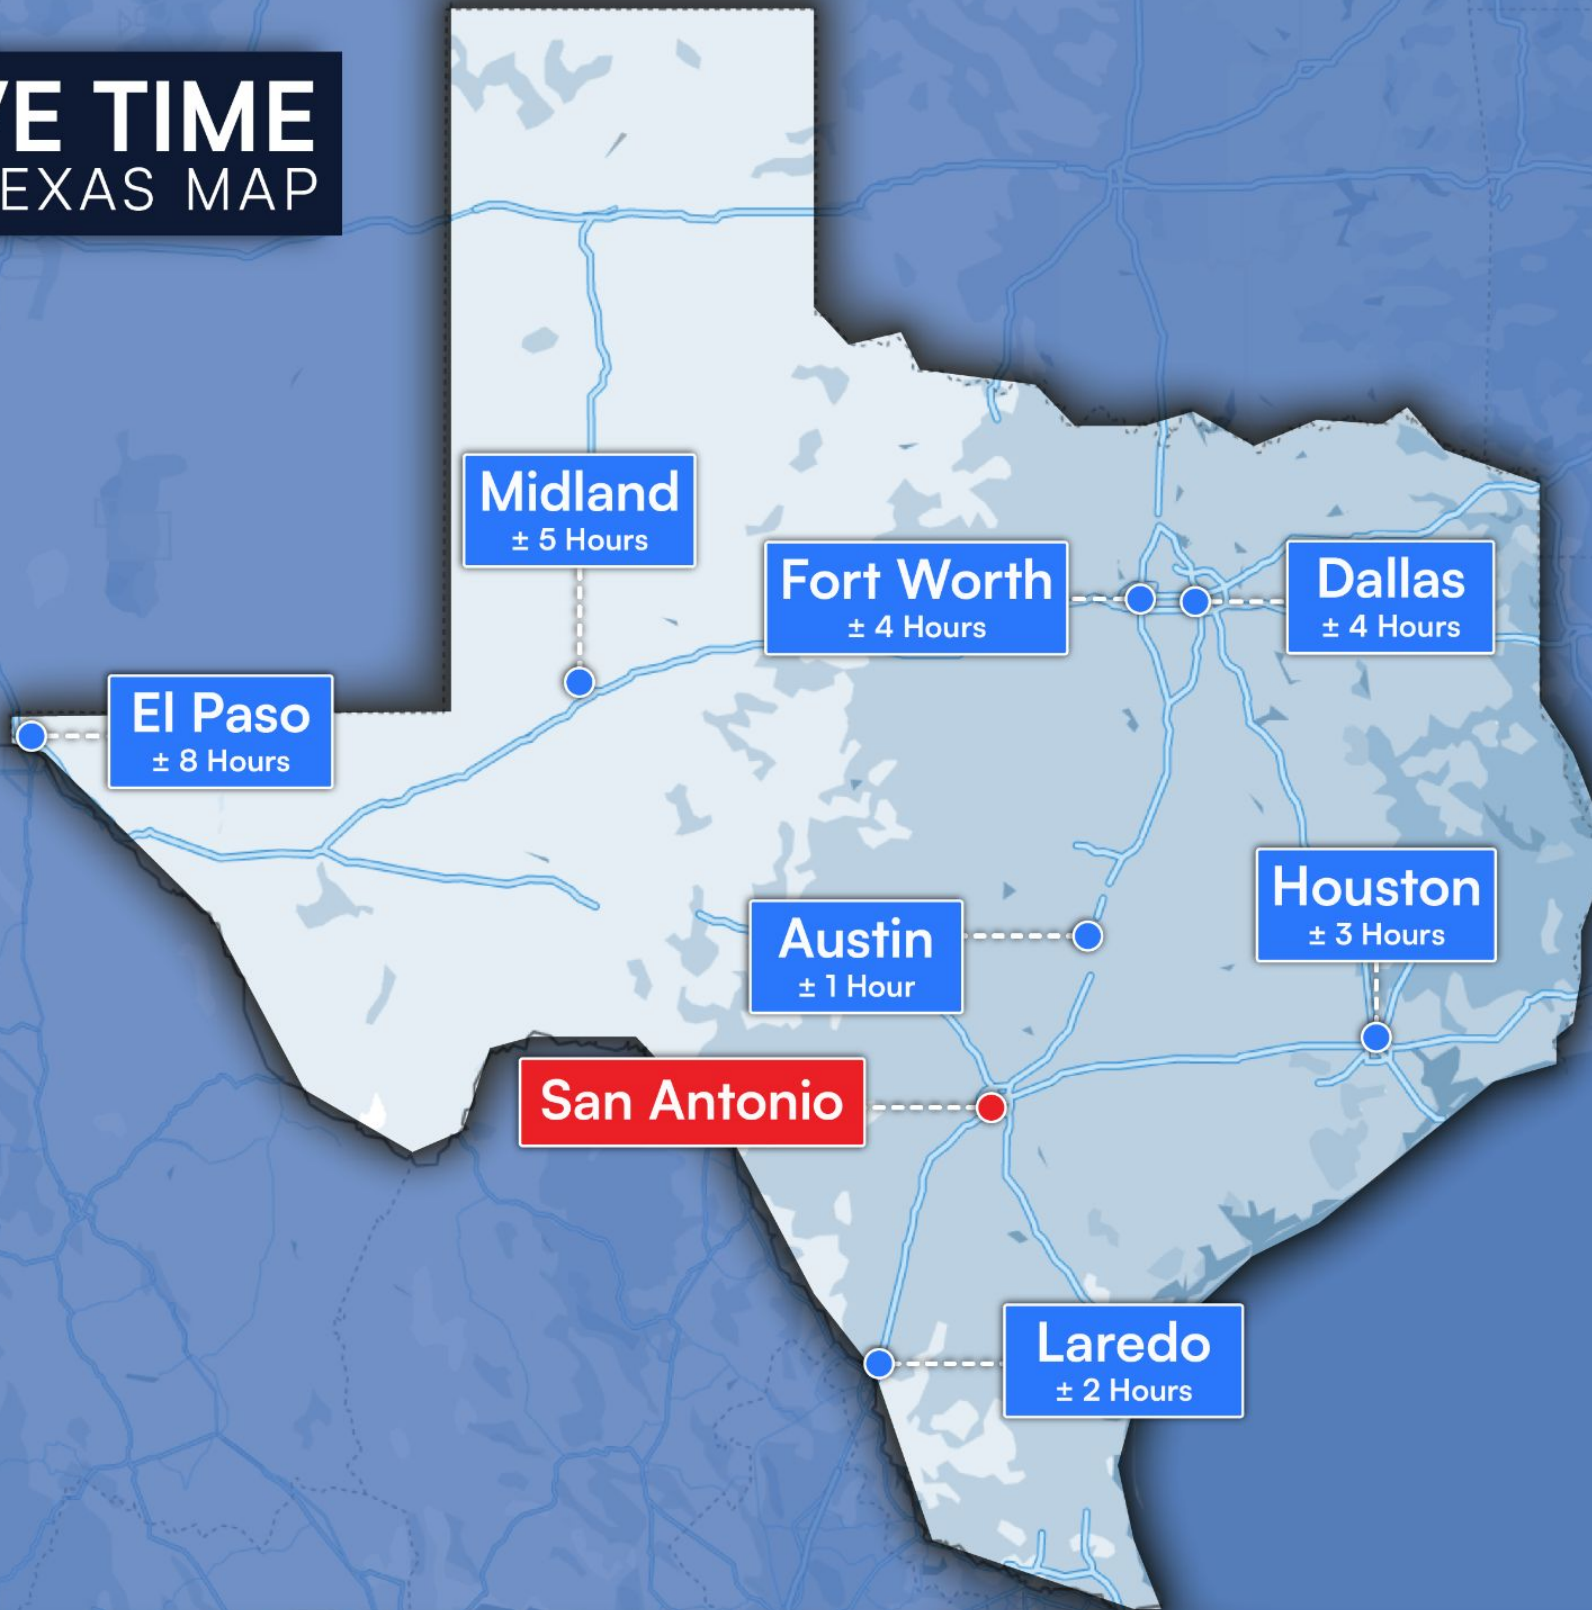 VE TIME
EXAS MAP
Midland
± 5 Hours
Fort Worth
± 4 Hours
Dallas
± 4 Hours
El Paso
± 8 Hours
Houston
± 3 Hours
Austin
± 1 Hour
San Antonio
Laredo
± 2 Hours